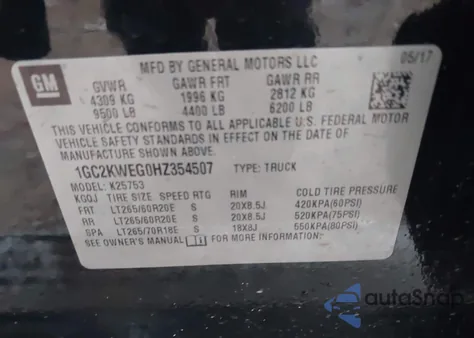 GM
MFD BY GENERAL MOTORS LLC
05/17
GVWR GAWR FRT GAWR RR
4309 KG 1996 KG 2812 KG
9500 LB 4400 LB 6200 LB
THIS VEHICLE CONFORMS TO ALL APPLICABLE U.S. FEDERAL MOTOR
VEHICLE SAFETY STANDARDS IN EFFECT ON THE DATE OF
1GC2KWEG0HZ354507 TYPE: TRUCK
MODEL: K25753
KGQJ TIRE SIZE SPEED RTG RIM COLD TIRE PRESSURE
FRT LT265/60R20E S 20X8.5J 420KPA(60PSI)
RR LT265/60R20E S 20X8.5J 520KPA(75PSI)
SPA LT265/70R18E S 18X8J 550KPA(80PSI)
SEE OWNER'S MANUAL FOR MORE INFORMATION.
autoSnap